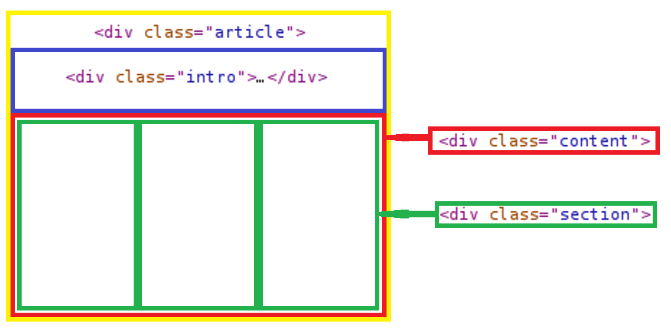 <div class="article">
<div class="intro">…</div>
<div class="content">
<div class="section">